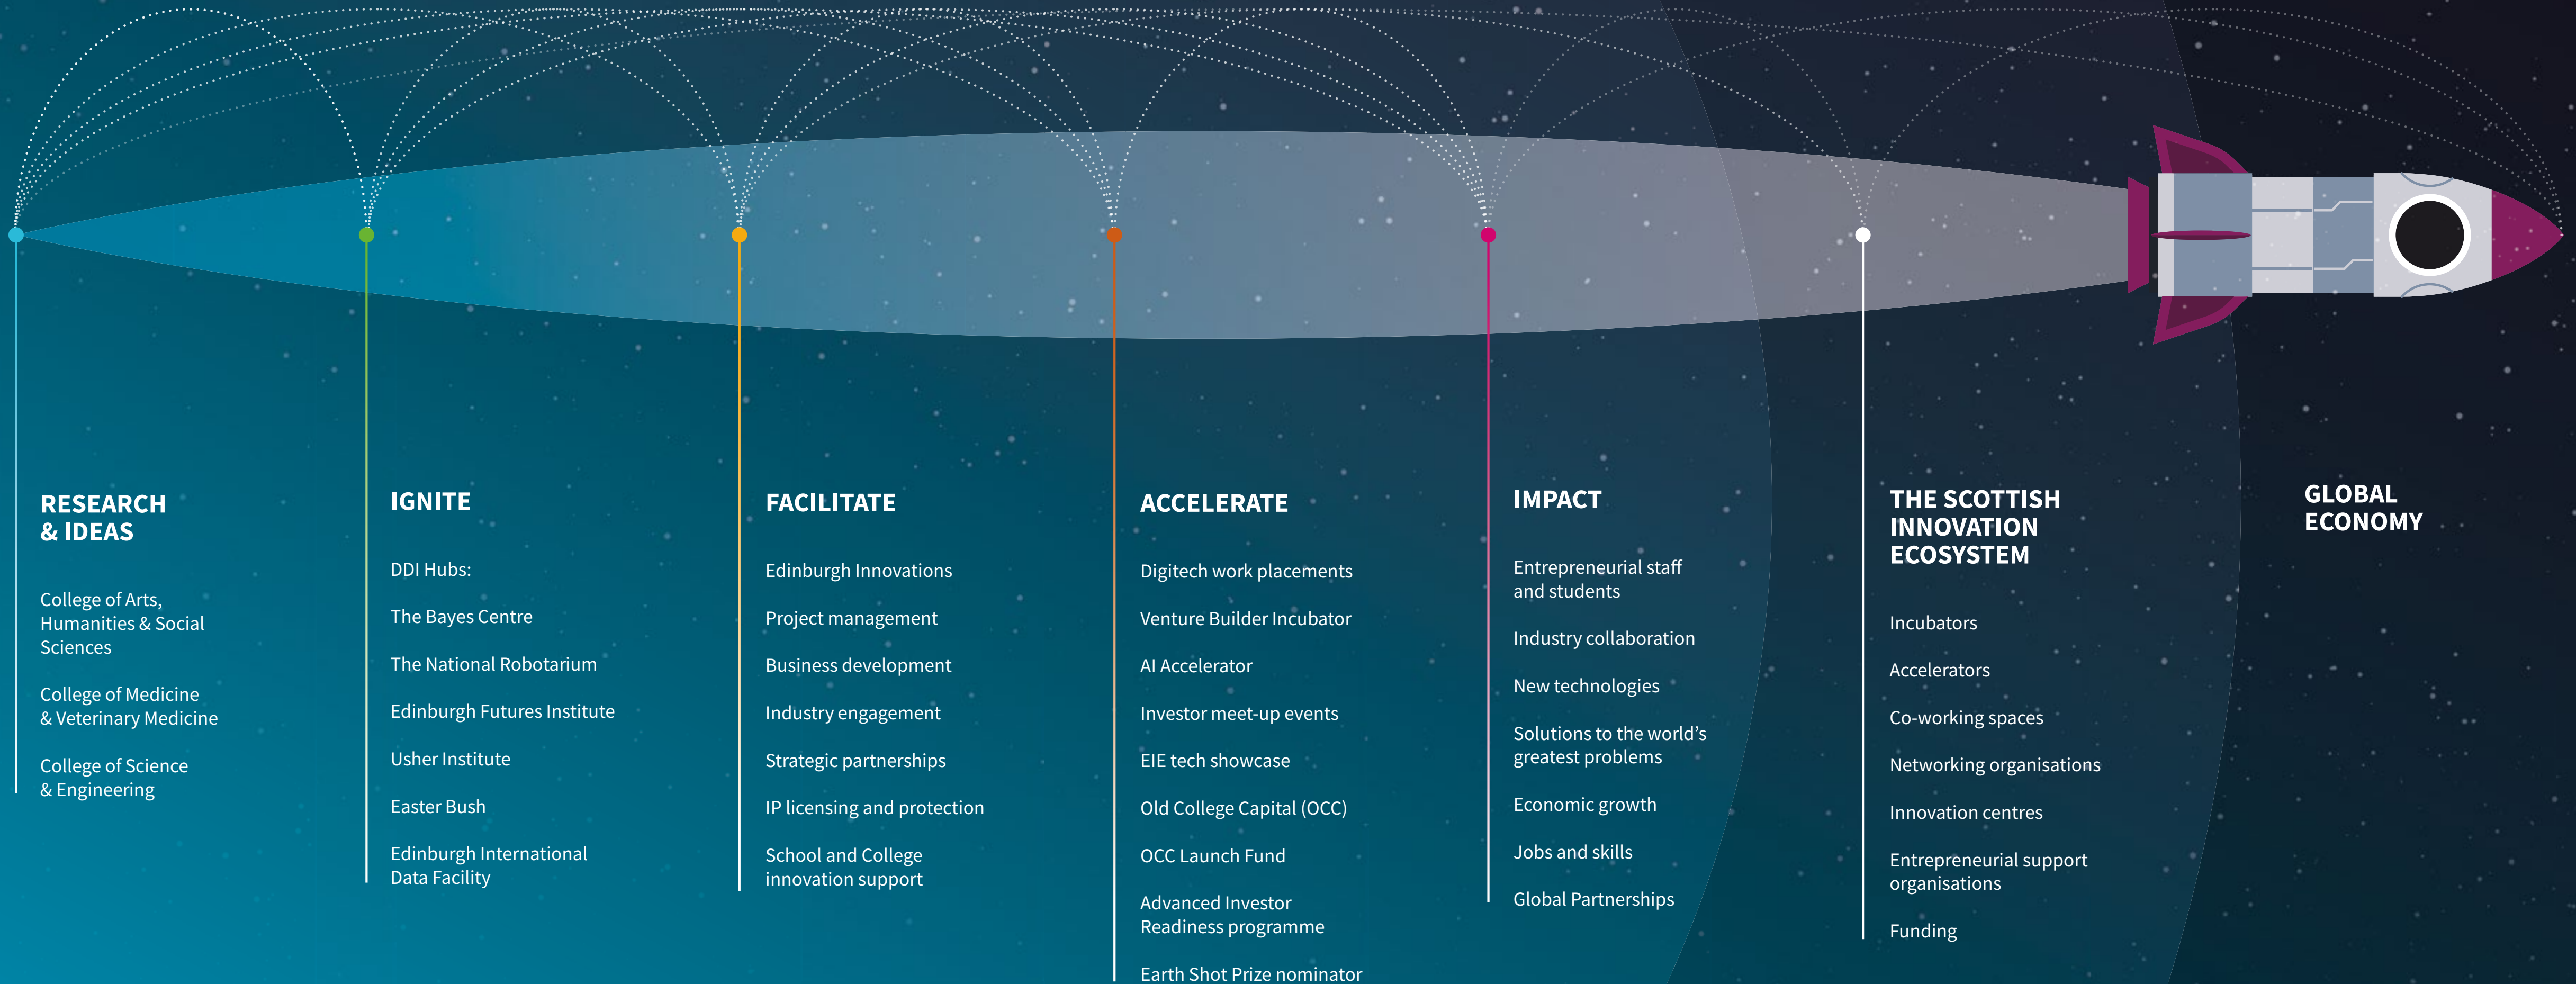 RESEARCH
& IDEAS
College of Arts,
Humanities & Social
Sciences
College of Medicine
& Veterinary Medicine
College of Science
& Engineering
IGNITE
DDI Hubs:
The Bayes Centre
The National Robotarium
Edinburgh Futures Institute
Usher Institute
Easter Bush
Edinburgh International
Data Facility
FACILITATE
Edinburgh Innovations
Project management
Business development
Industry engagement
Strategic partnerships
IP licensing and protection
School and College
innovation support
ACCELERATE
Digitech work placements
Venture Builder Incubator
AI Accelerator
Investor meet-up events
EIE tech showcase
Old College Capital (OCC)
OCC Launch Fund
Advanced Investor
Readiness programme
Earth Shot Prize nominator
IMPACT
Entrepreneurial staff
and students
Industry collaboration
New technologies
Solutions to the world’s
greatest problems
Economic growth
Jobs and skills
Global Partnerships
THE SCOTTISH
INNOVATION
ECOSYSTEM
Incubators
Accelerators
Co-working spaces
Networking organisations
Innovation centres
Entrepreneurial support
organisations
Funding
GLOBAL
ECONOMY